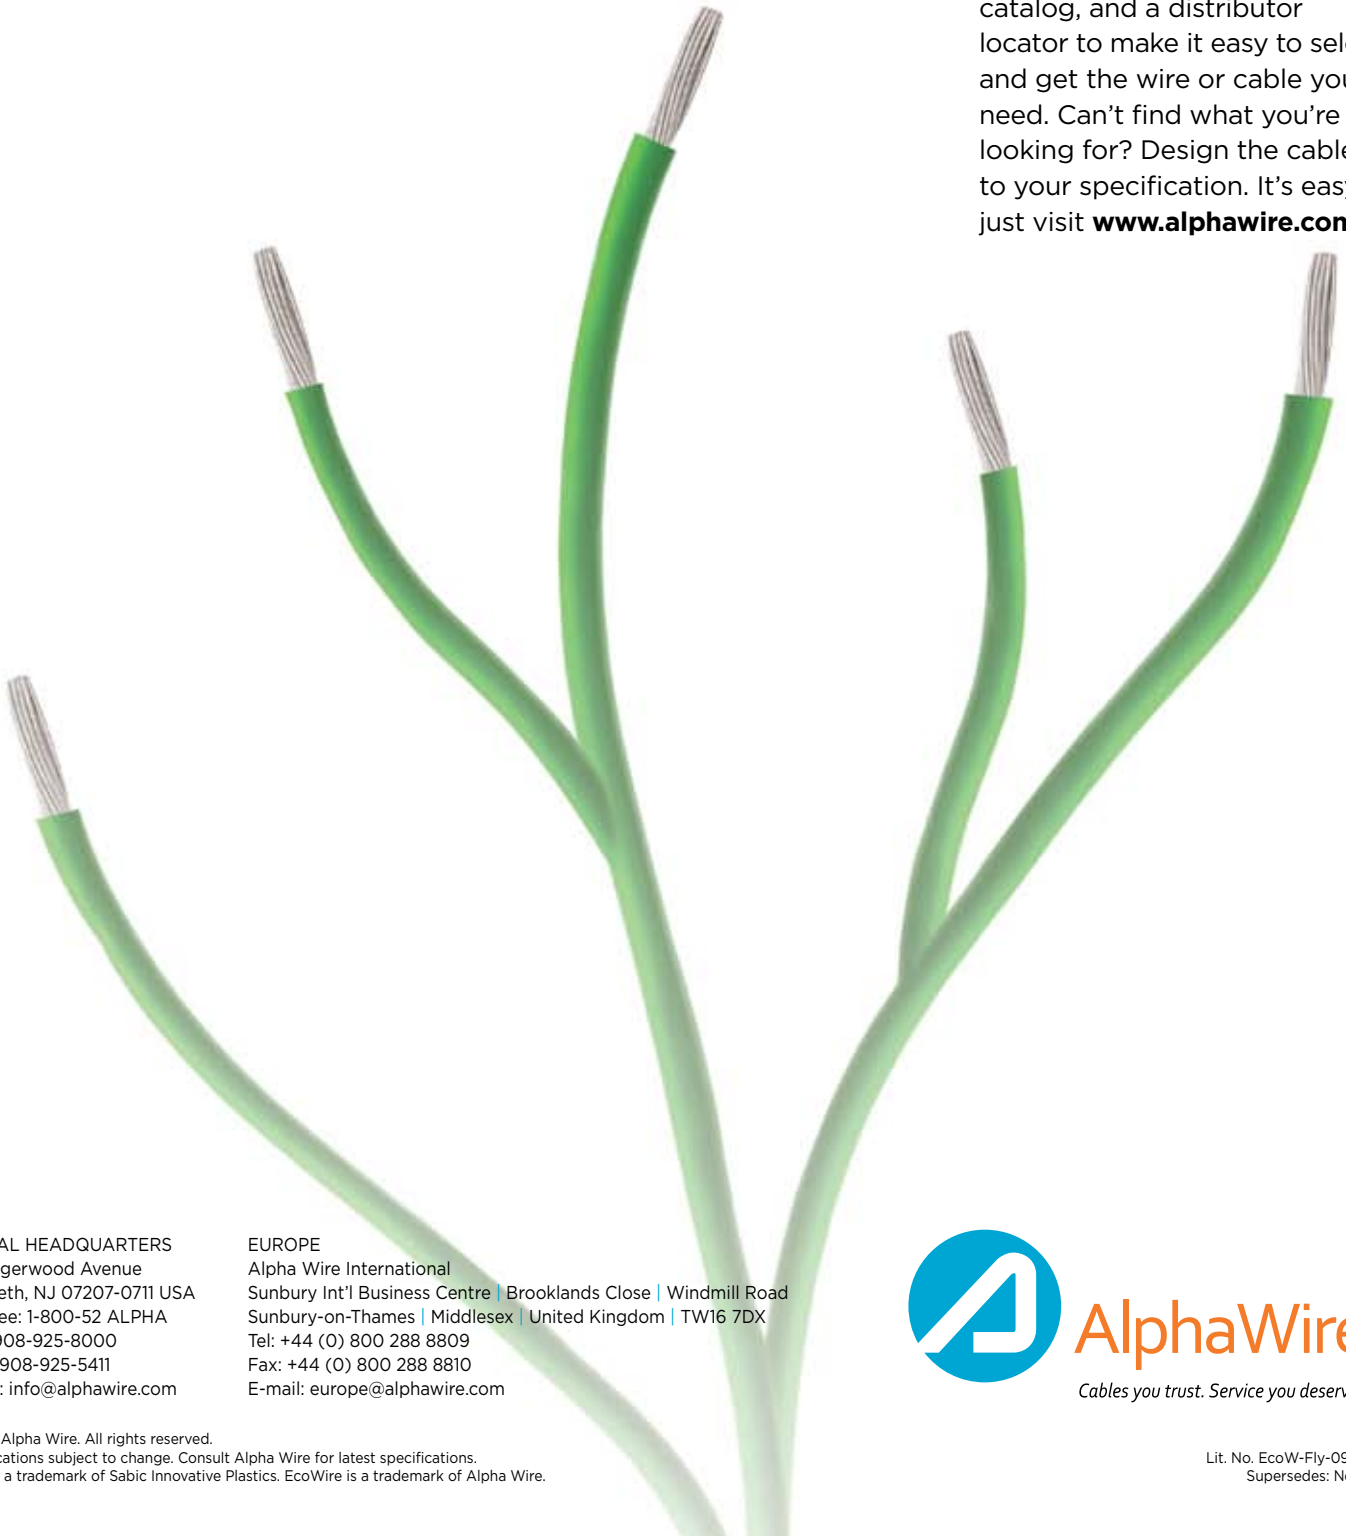 catalog, and a distributor
locator to make it easy to sel
and get the wire or cable you
need. Can't find what you're
looking for? Design the cable
to your specification. It's easy
just visit www.alphawire.com
AL HEADQUARTERS
gerwood Avenue
eth, NJ 07207-0711 USA
ee: 1-800-52 ALPHA
908-925-8000
908-925-5411
: info@alphawire.com
EUROPE
Alpha Wire International
Sunbury Int'l Business Centre | Brooklands Close | Windmill Road
Sunbury-on-Thames | Middlesex | United Kingdom | TW16 7DX
Tel: +44 (0) 800 288 8809
Fax: +44 (0) 800 288 8810
E-mail: europe@alphawire.com
AlphaWire
Cables you trust. Service you deserv
Alpha Wire. All rights reserved.
cations subject to change. Consult Alpha Wire for latest specifications.
a trademark of Sabic Innovative Plastics. EcoWire is a trademark of Alpha Wire.
Lit. No. EcoW-Fly-09
Supersedes: N